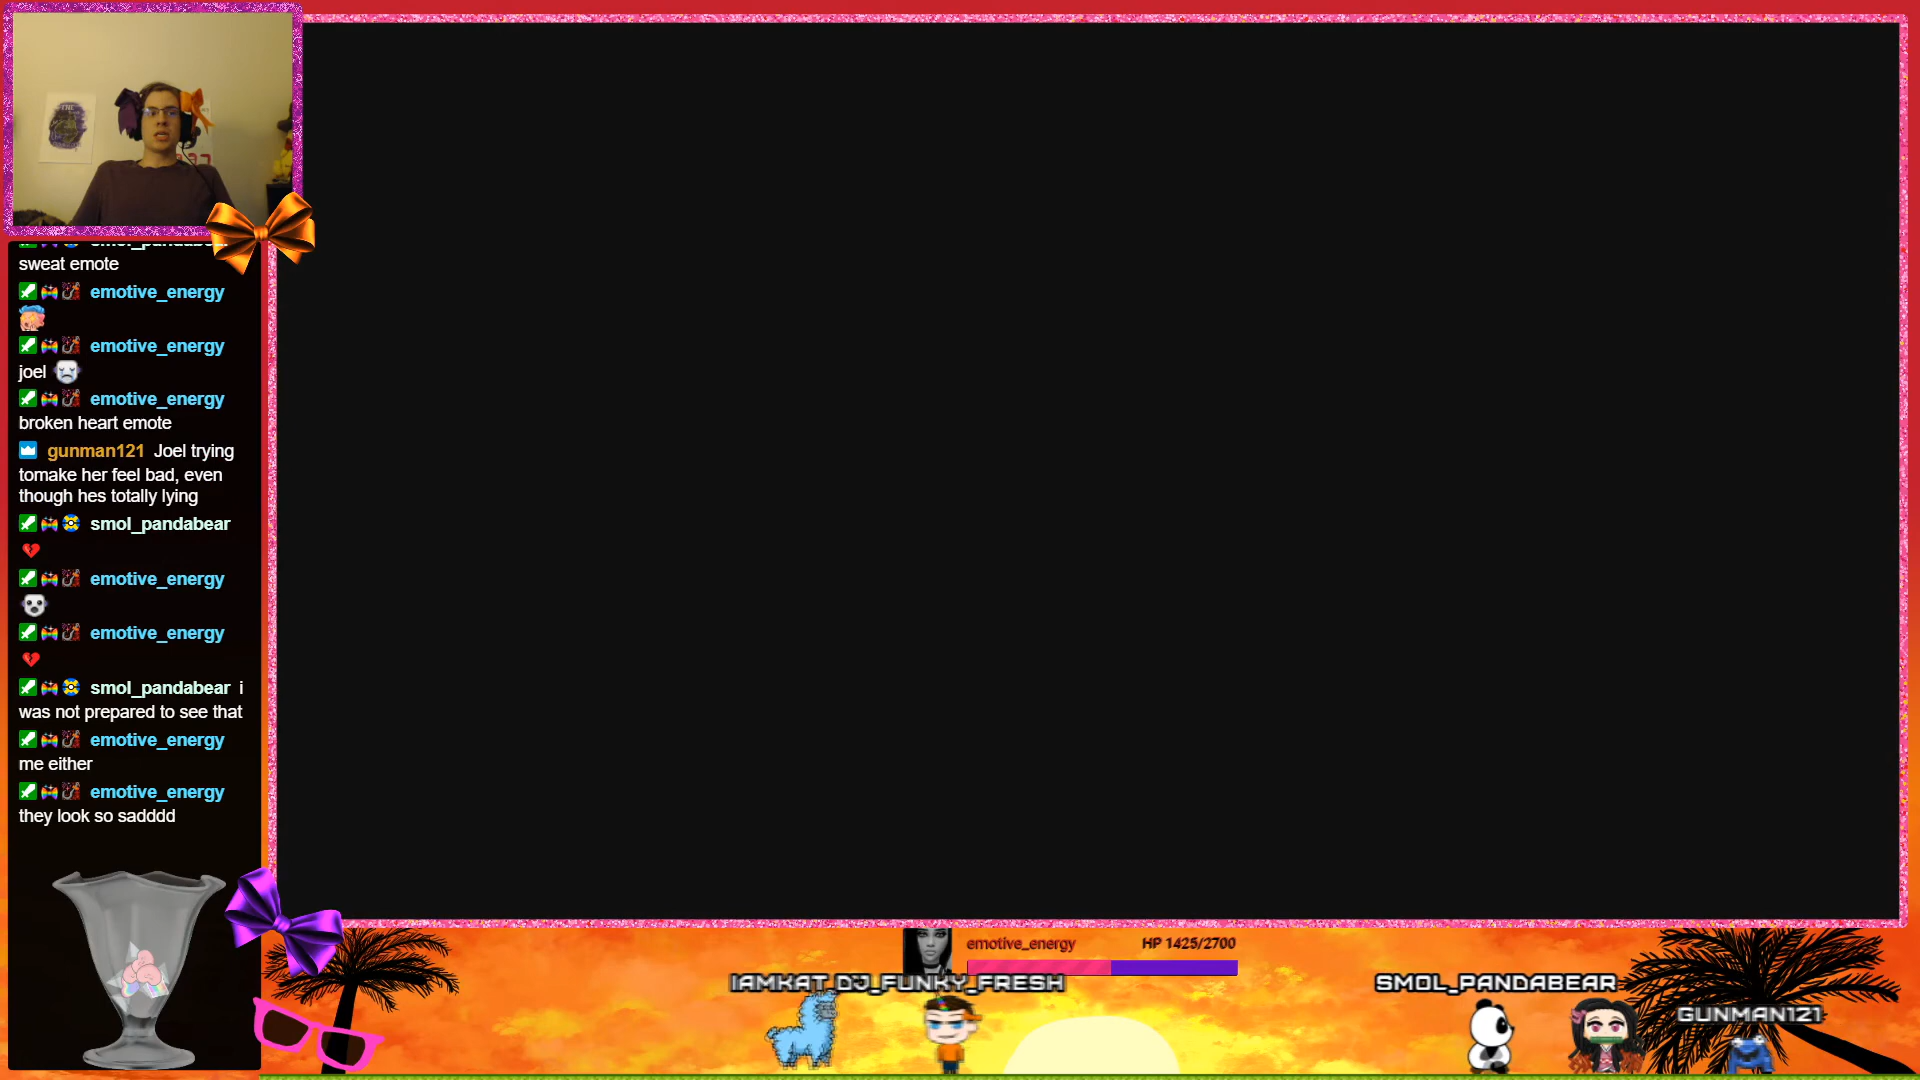 sweat emote
emotive_energy
emotive_energy
joel
emotive_energy
broken heart emote
gunman121 Joel trying
tomake her feel bad, even
though hes totally lying
smol_pandabear
emotive_energy
emotive_energy
smol_pandabear i
was not prepared to see that
emotive_energy
me either
emotive_energy
they look so sadddd
emotive_energy HP 1425/2700
IAMKAT_DJ_FUNKY_FRESH
SMOL_PANDABEAR
GUNMAN121